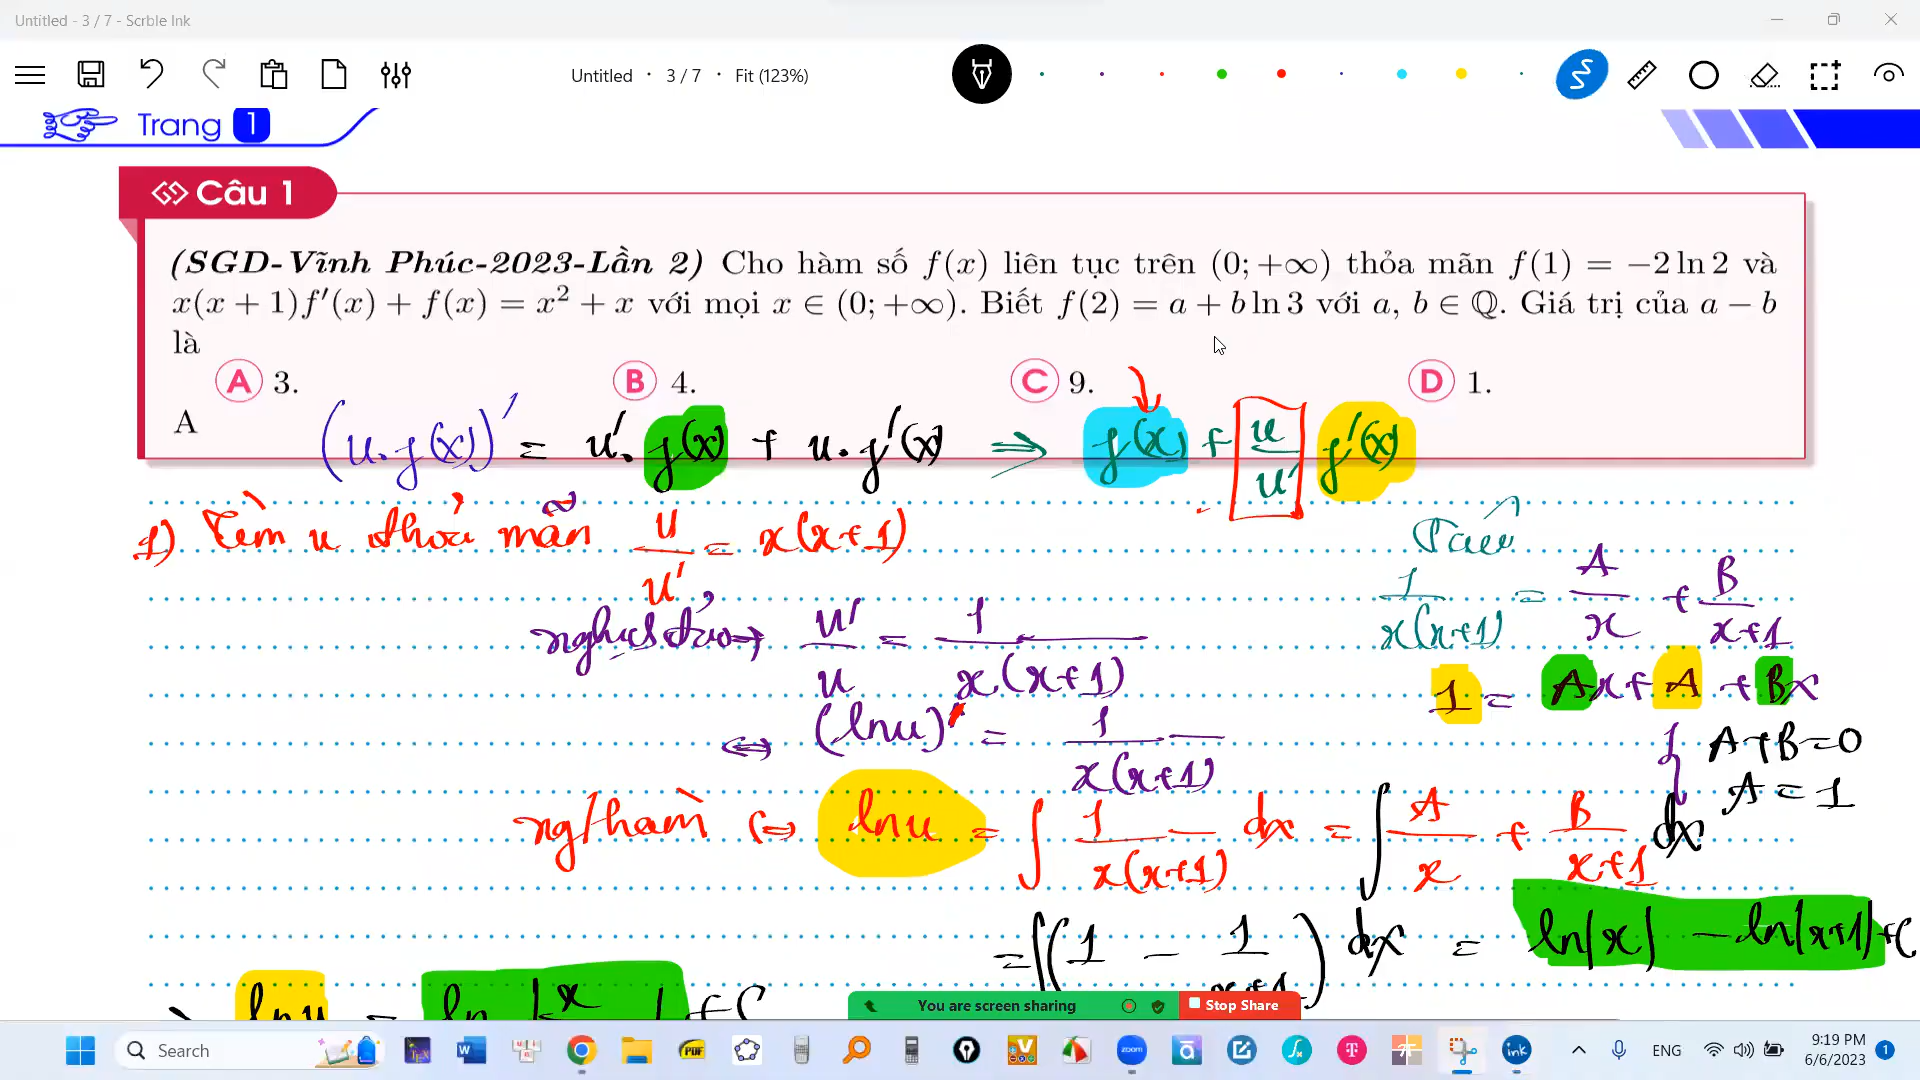 Untitled - 3 / 7 - Scrble Ink
Untitled · 3 / 7 · Fit (123%)
Trang 1
Câu 1
(SGD-Vĩnh Phúc-2023-Lần 2) Cho hàm số f(x) liên tục trên (0; +∞) thỏa mãn f(1) = −2 ln 2 và
x(x + 1)f′(x) + f(x) = x² + x với mọi x ∈ (0; +∞). Biết f(2) = a + b ln 3 với a, b ∈ ℚ. Giá trị của a − b
là
A 3. B 4. C 9. D 1.
A
(u.f(x))' = u'.f(x) + u.f'(x) ⇒ f(x) + u/u' f'(x)
1) Tìm u thỏa mãn u/u' = x(x+1)
nghịch đảo → u'/u = 1/x(x+1)
1/x(x+1) = A/x + B/x+1
1 = Ax + A + Bx
⇔ (ln u)' = 1/x(x+1)
{ A+B=0
A = 1
ng/hàm ⇔ ln u = ∫ 1/x(x+1) dx = ∫ A/x + B/x+1 dx
= ∫(1 − 1/x+1) dx = ln|x| − ln|x+1| + C
ln u = ln |x | + C
You are screen sharing Stop Share
Search
ENG
9:19 PM
6/6/2023